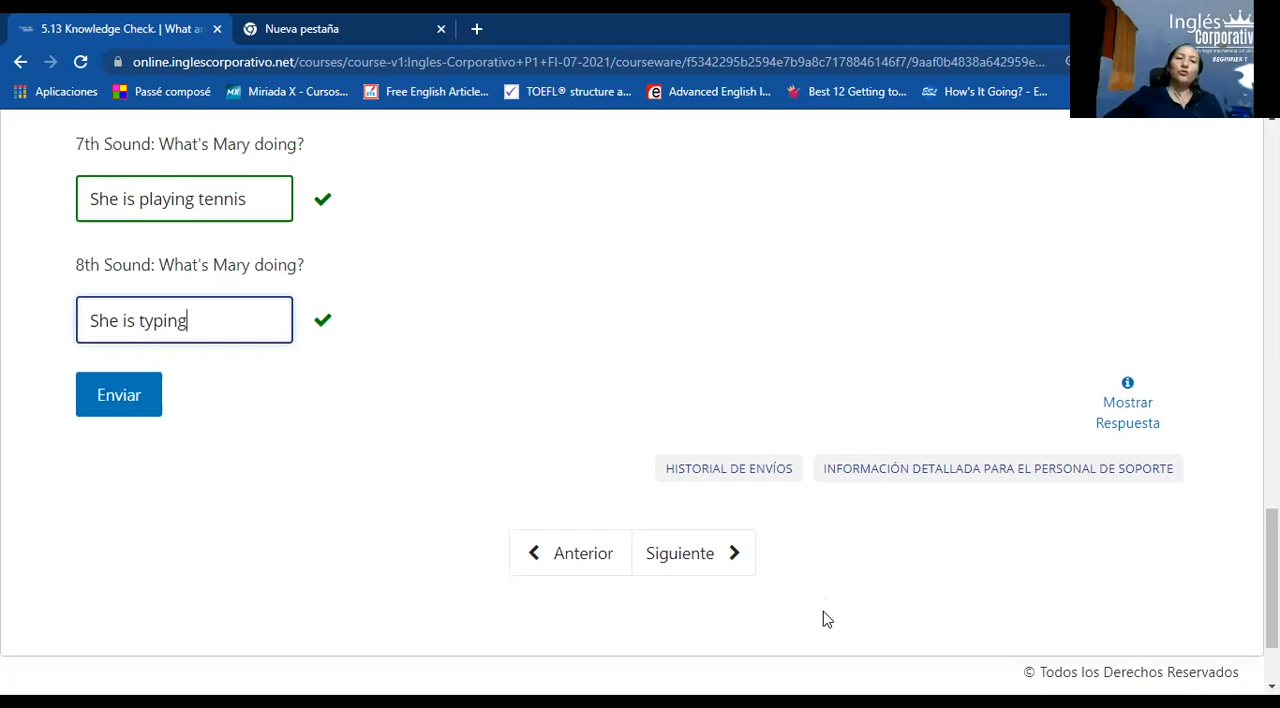 5.13 Knowledge Check. | What ar
Nueva pestaña
online.inglescorporativo.net/courses/course-v1:Ingles-Corporativo+P1+FI-07-2021/courseware/f5342295b2594e7b9a8c7178846146f7/9aaf0b4838a642959e...
Aplicaciones
Passé composé
Miriada X - Cursos...
Free English Article...
TOEFL® structure a...
Advanced English I...
Best 12 Getting to...
How's It Going? – E...
Inglés
Corporativo
BEGINNER 1
7th Sound: What's Mary doing?
She is playing tennis
8th Sound: What's Mary doing?
She is typing
Enviar
Mostrar
Respuesta
HISTORIAL DE ENVÍOS
INFORMACIÓN DETALLADA PARA EL PERSONAL DE SOPORTE
Anterior
Siguiente
© Todos los Derechos Reservados